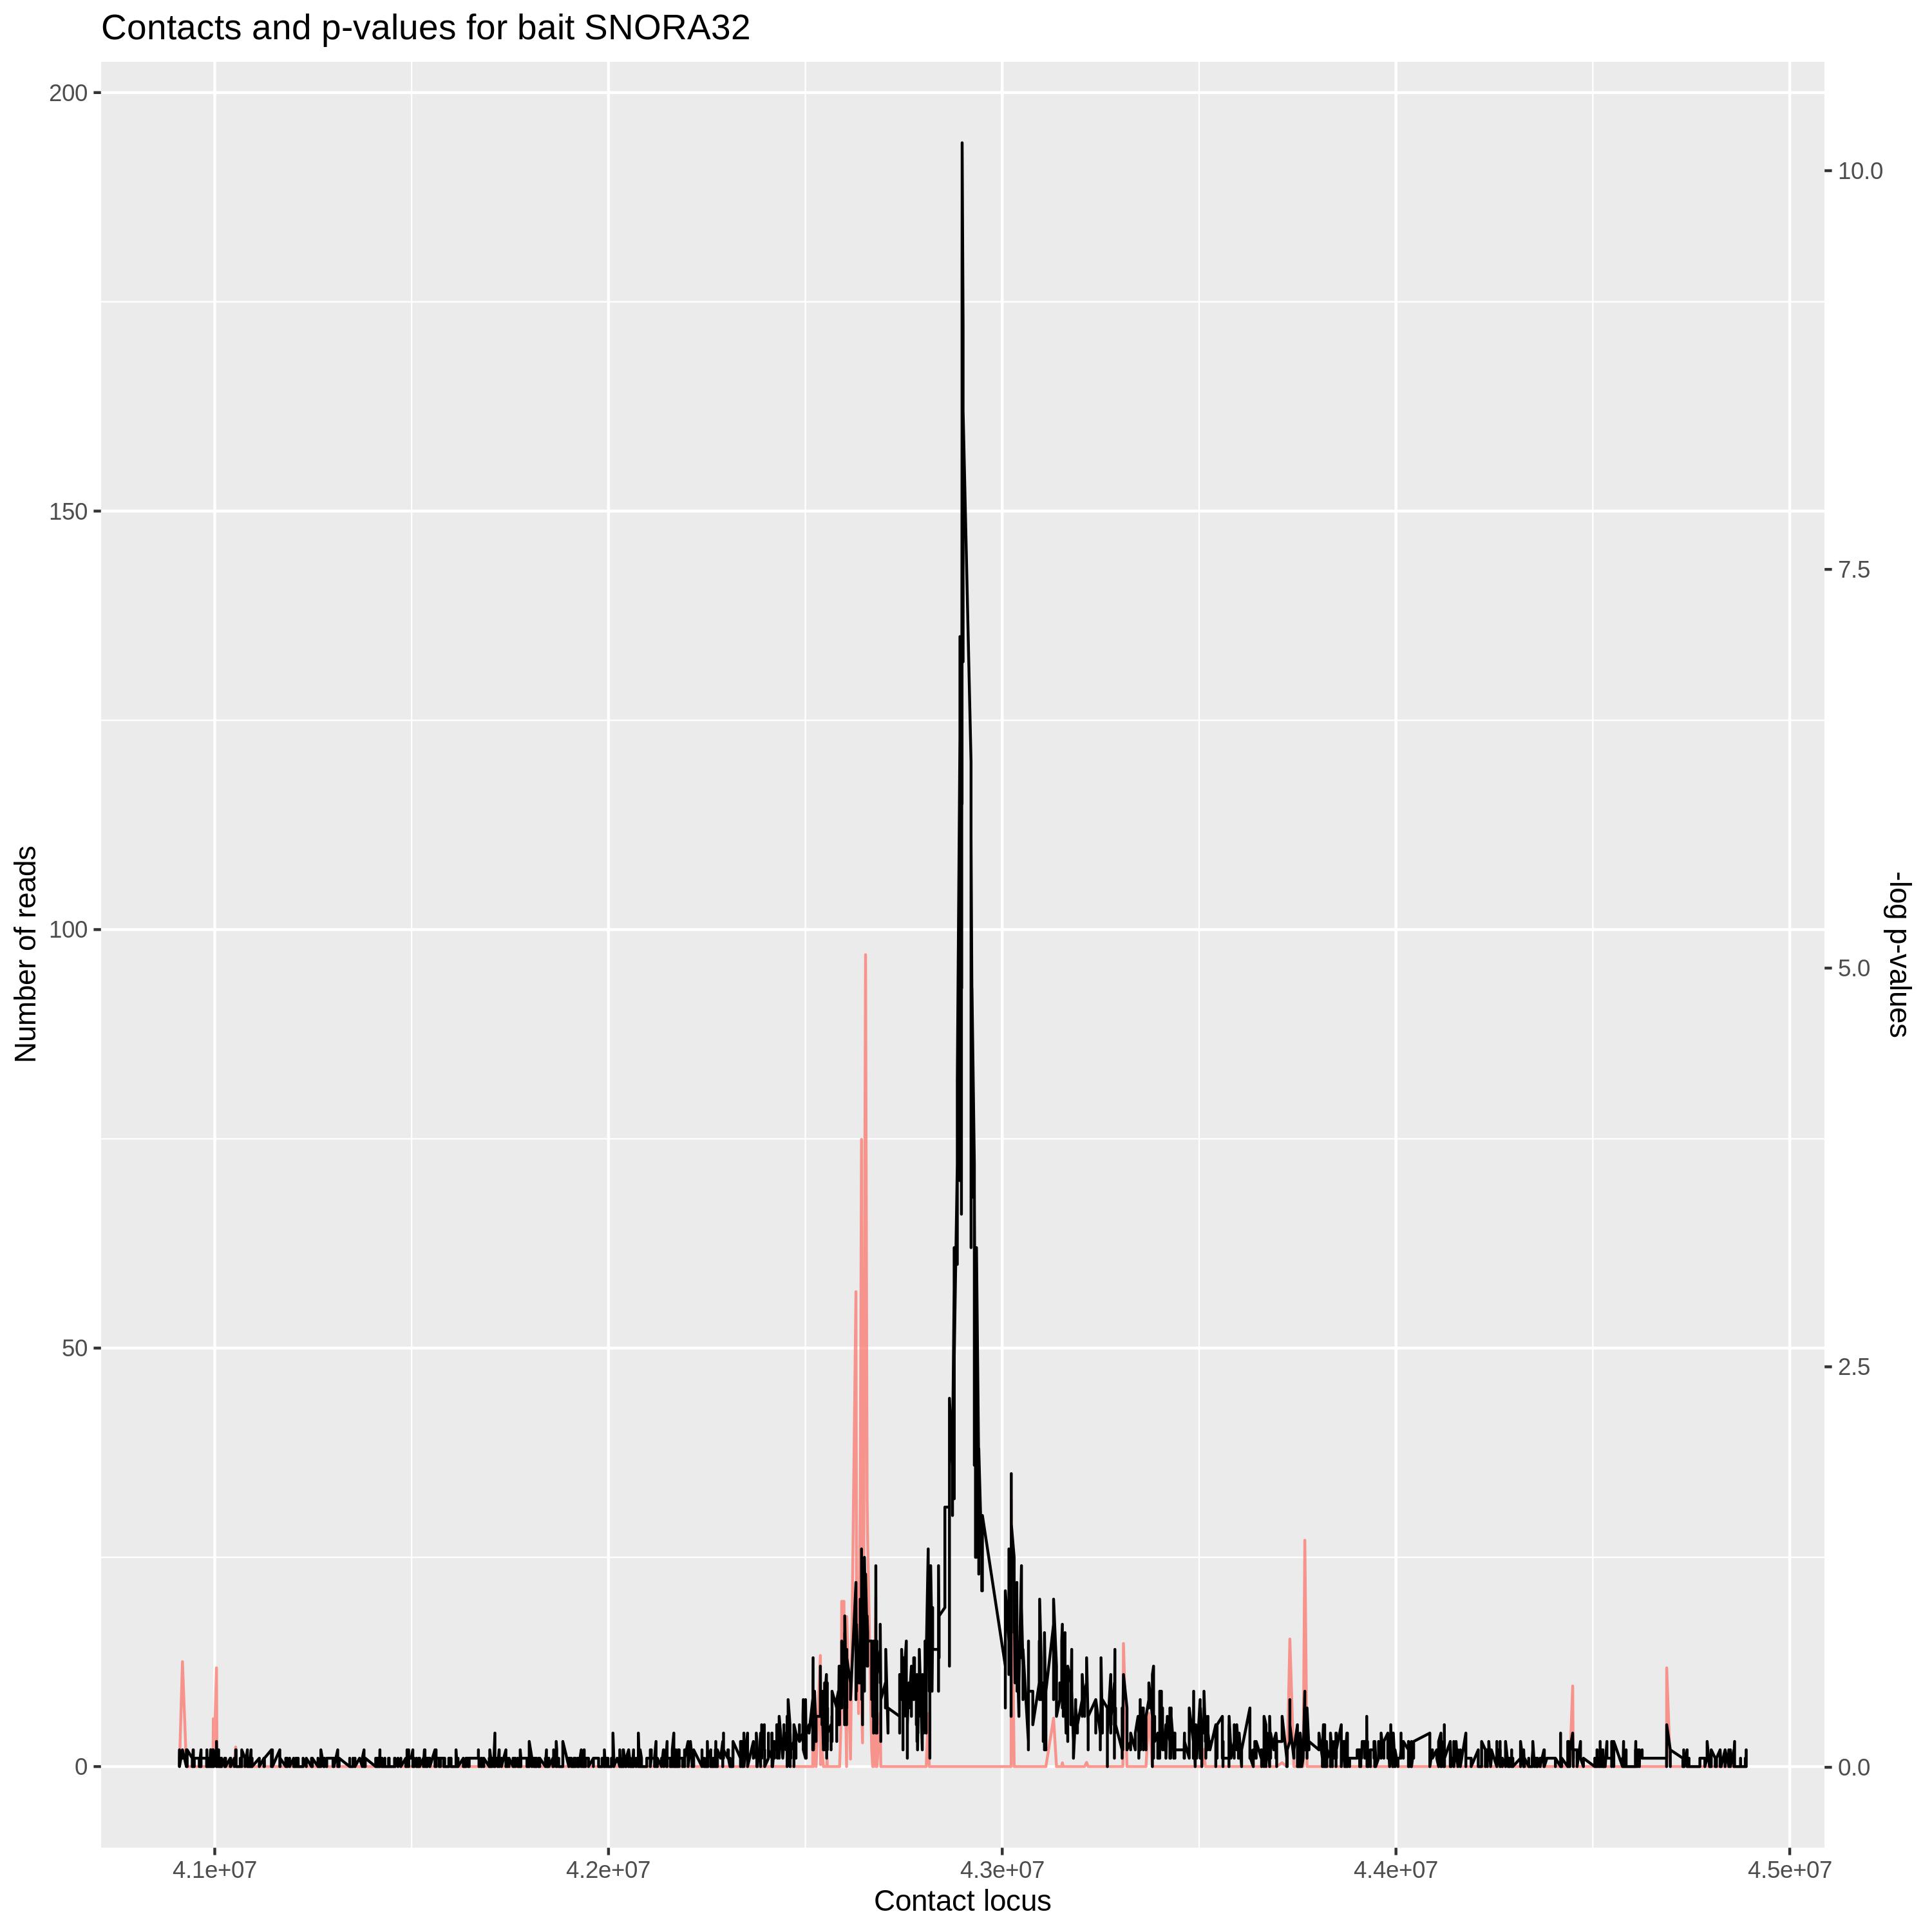 Contacts and p-values for bait SNORA32
200
150
100
50
0
Number of reads
10.0
7.5
5.0
2.5
0.0
-log p-values
4.1e+07
4.2e+07
4.3e+07
4.4e+07
4.5e+07
Contact locus